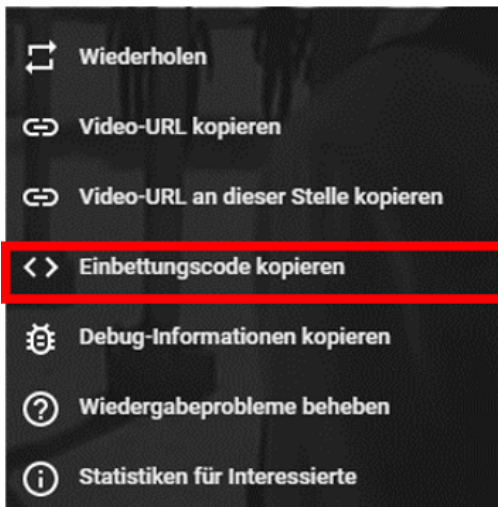 Wiederholen
Video-URL kopieren
Video-URL an dieser Stelle kopieren
Einbettungscode kopieren
Debug-Informationen kopieren
Wiedergabeprobleme beheben
Statistiken für Interessierte